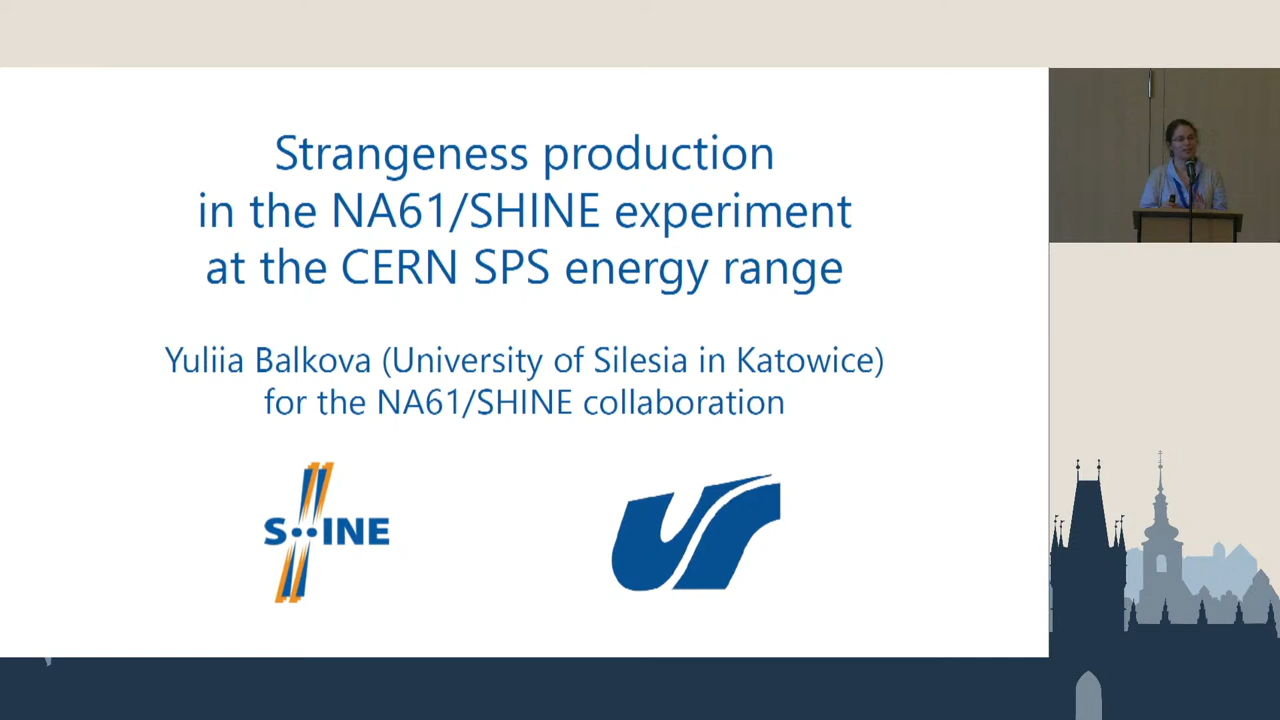 Strangeness production
in the NA61/SHINE experiment
at the CERN SPS energy range
Yuliia Balkova (University of Silesia in Katowice)
for the NA61/SHINE collaboration
SHINE